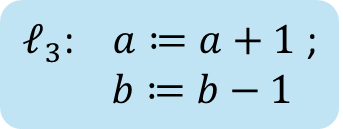 ℓ₃: a ≔ a + 1 ;
b ≔ b − 1